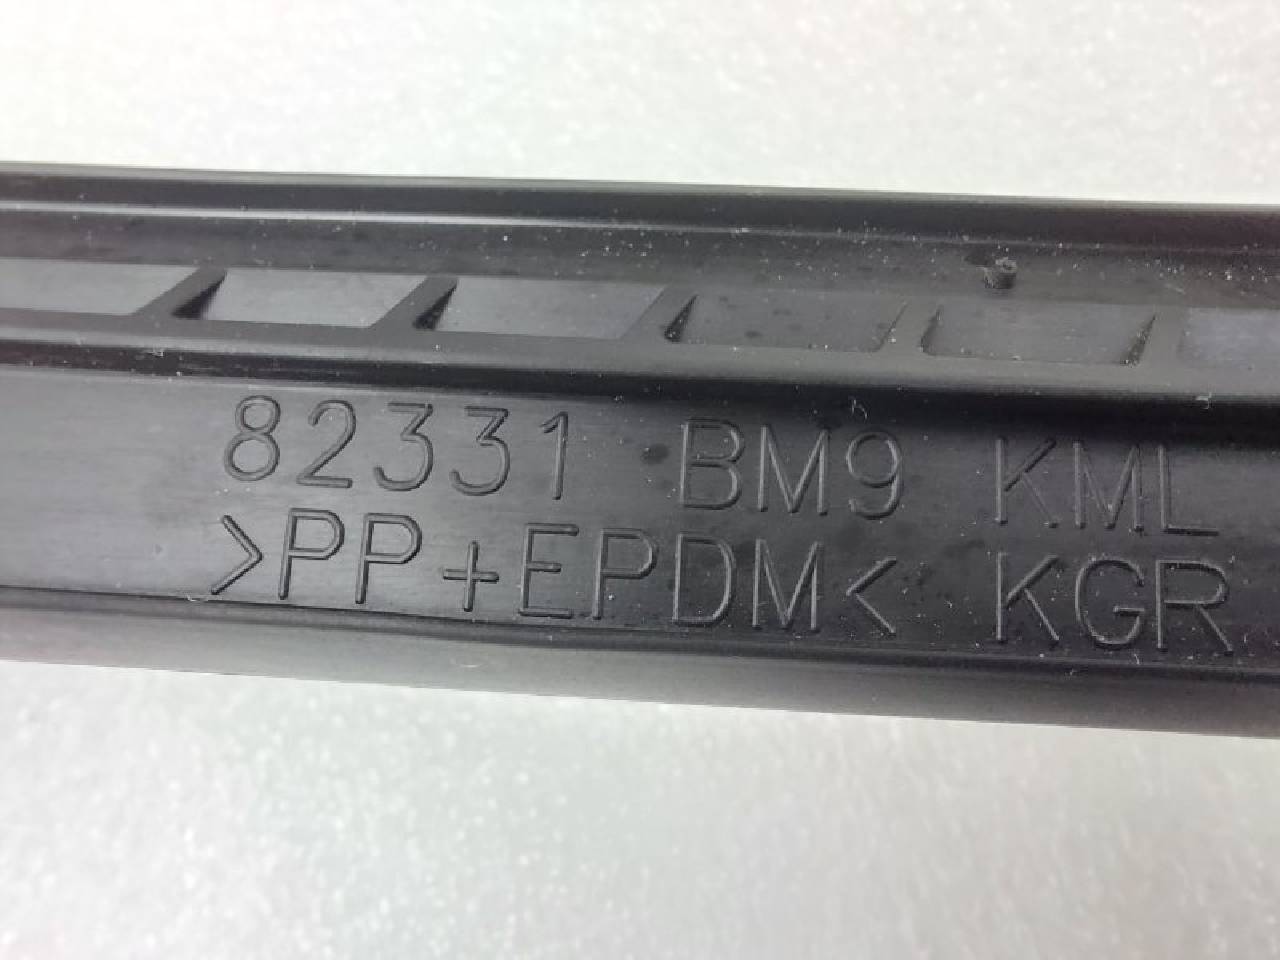 82331 BM9 KML
>PP+EPDM< KGR